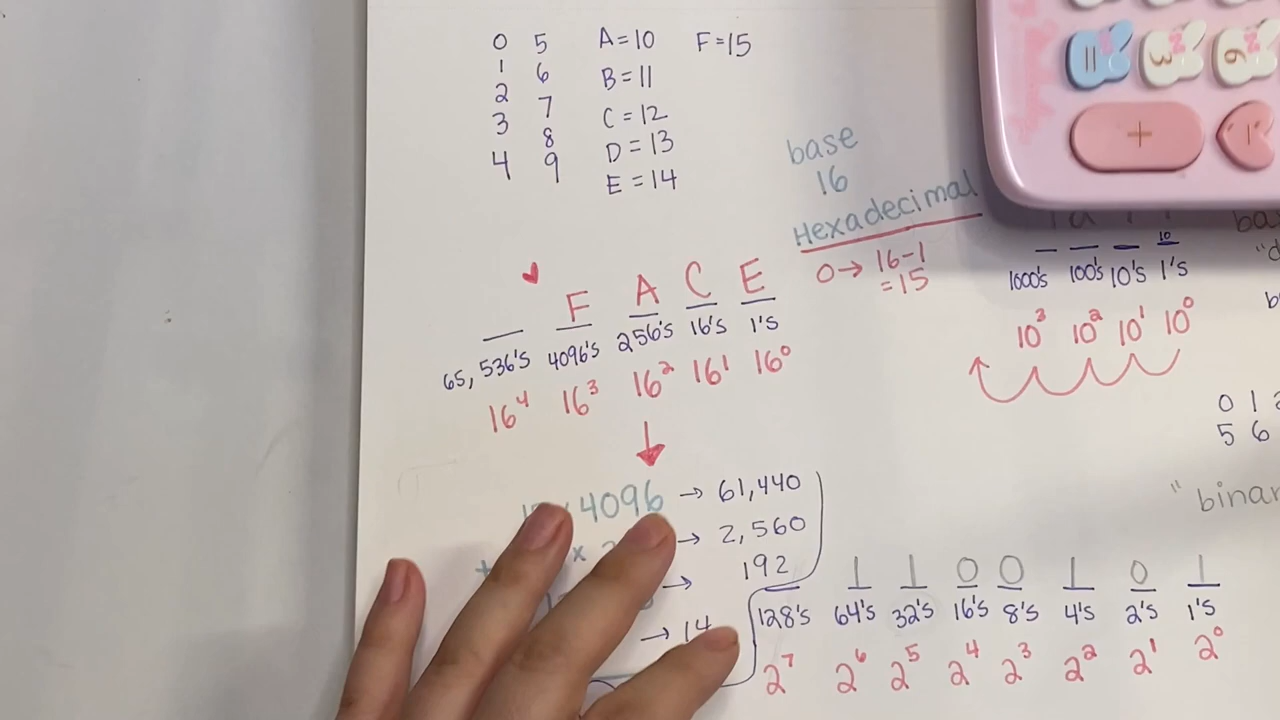 0 5 A=10 F=15
1 6 B=11
2 7 C=12
3 8 D=13
4 9 E=14
base
16
Hexadecimal
0→ 16-1
=15
F A C E
65,536's 4096's 256's 16's 1's
16⁴ 16³ 16² 16¹ 16⁰
4096 → 61,440
+ x → 2,560
→ 192
→ 14
10
1000's 100's 10's 1's
10³ 10² 10¹ 10⁰
0 1
5 6
"binar
1 1 0 0 1 0 1
128's 64's 32's 16's 8's 4's 2's 1's
2⁷ 2⁶ 2⁵ 2⁴ 2³ 2² 2¹ 2⁰
=
3
6
+